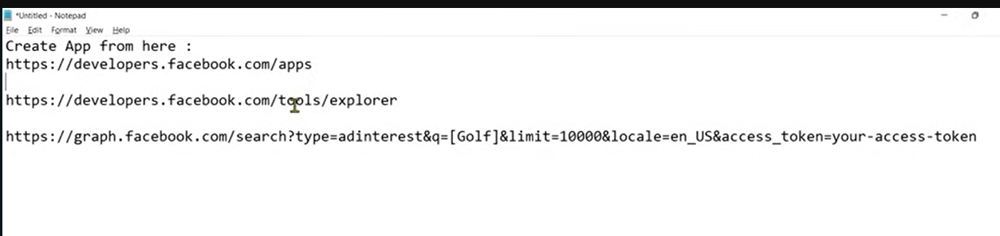 *Untitled - Notepad
File Edit Format View Help
Create App from here :
https://developers.facebook.com/apps
https://developers.facebook.com/tools/explorer
https://graph.facebook.com/search?type=adinterest&q=[Golf]&limit=10000&locale=en_US&access_token=your-access-token